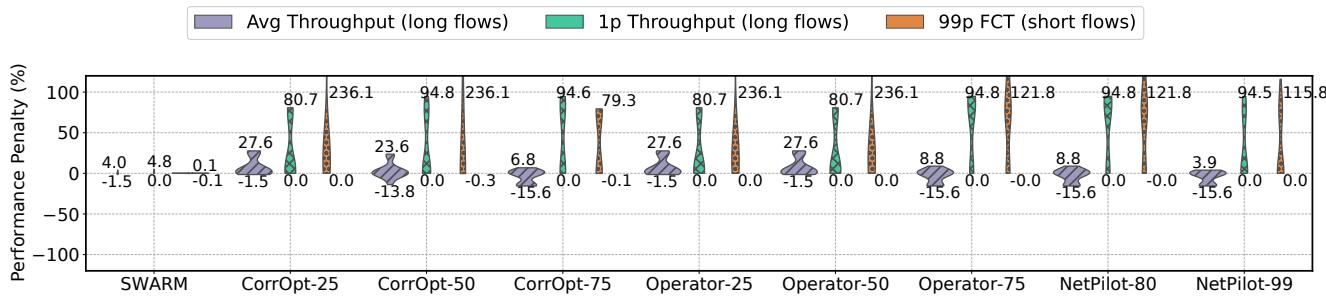 Avg Throughput (long flows) 1p Throughput (long flows) 99p FCT (short flows)
Performance Penalty (%)
100
50
0
−50
−100
4.0 4.8 0.1
-1.5 0.0 -0.1
27.6 80.7 236.1
-1.5 0.0 0.0
23.6 94.8 236.1
-13.8 0.0 -0.3
6.8 94.6 79.3
-15.6 0.0 -0.1
27.6 80.7 236.1
-1.5 0.0 0.0
27.6 80.7 236.1
-1.5 0.0 0.0
8.8 94.8 121.8
-15.6 0.0 -0.0
8.8 94.8 121.8
-15.6 0.0 -0.0
3.9 94.5 115.8
-15.6 0.0 0.0
SWARM CorrOpt-25 CorrOpt-50 CorrOpt-75 Operator-25 Operator-50 Operator-75 NetPilot-80 NetPilot-99